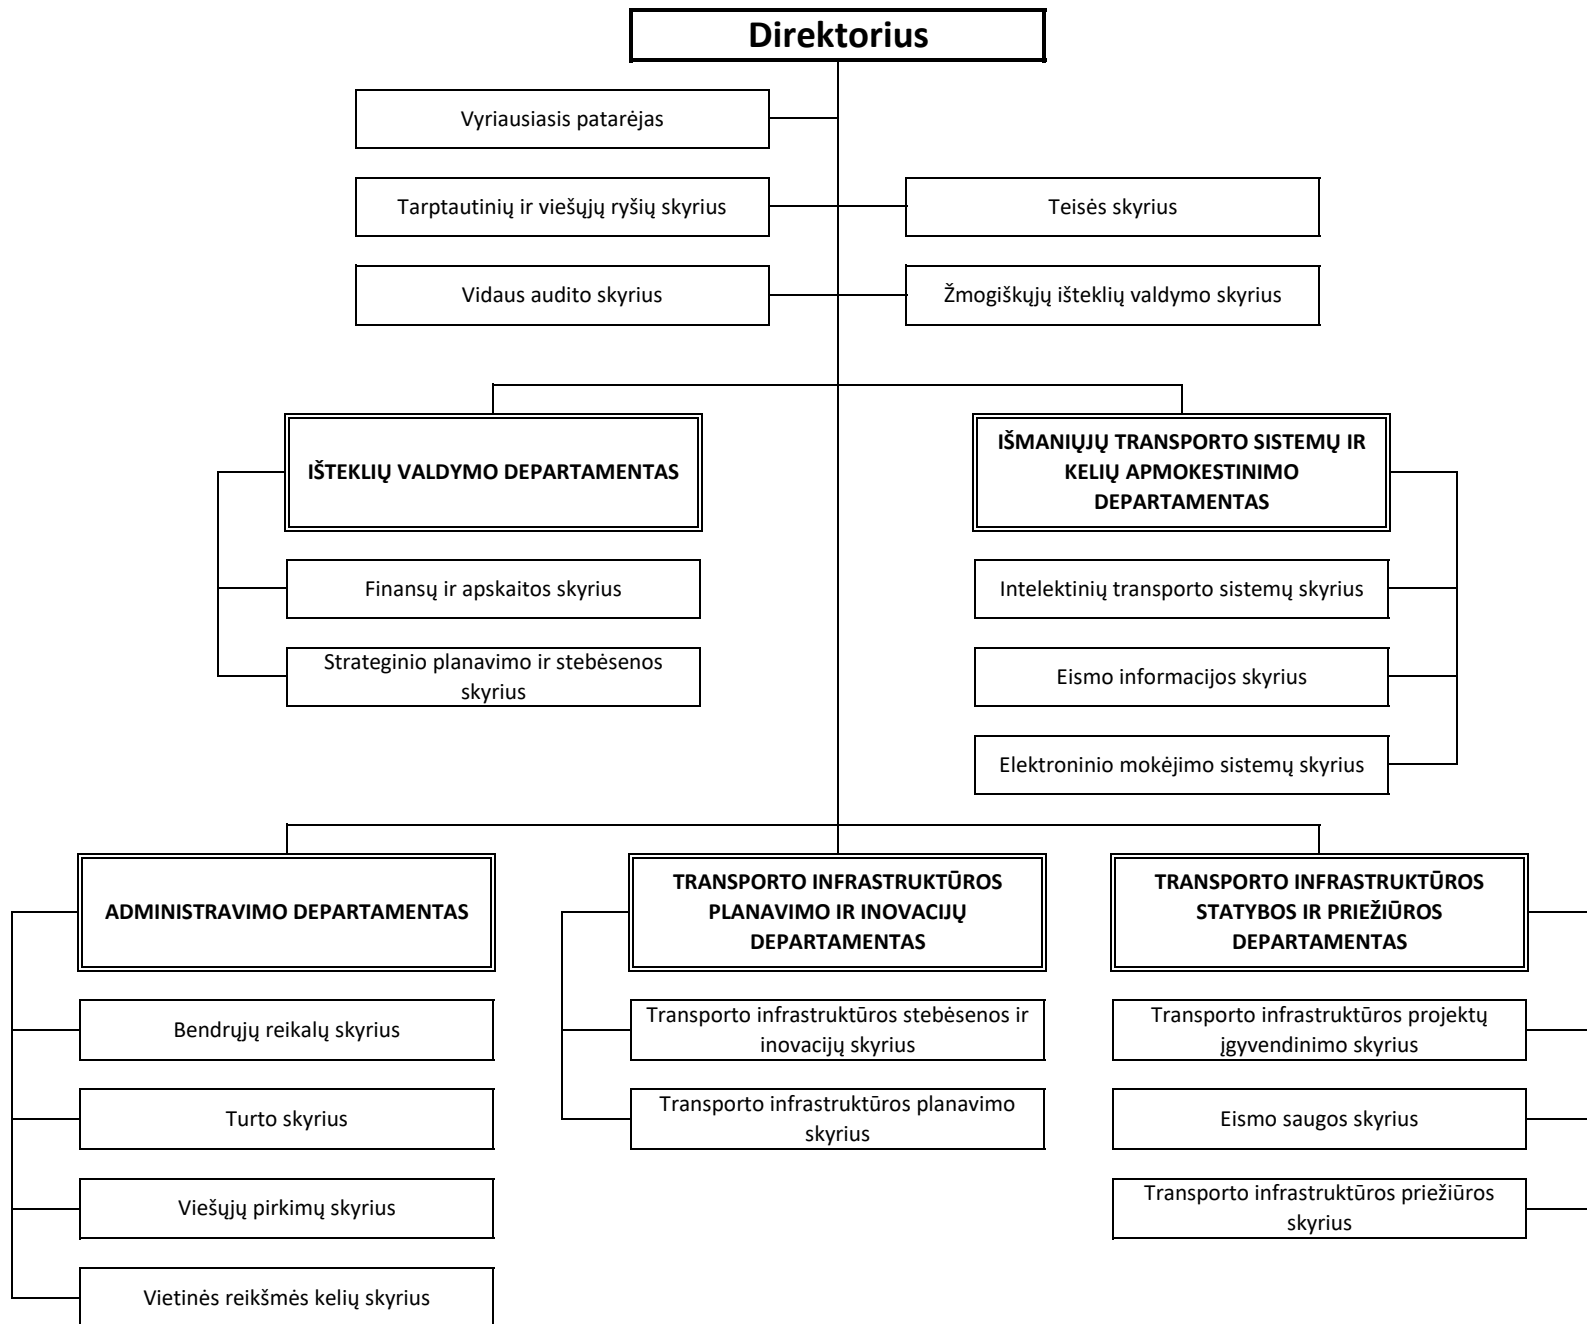 Direktorius
Vyriausiasis patarėjas
Tarptautinių ir viešųjų ryšių skyrius
Teisės skyrius
Vidaus audito skyrius
Žmogiškųjų išteklių valdymo skyrius
IŠTEKLIŲ VALDYMO DEPARTAMENTAS
IŠMANIŲJŲ TRANSPORTO SISTEMŲ IR
KELIŲ APMOKESTINIMO
DEPARTAMENTAS
Finansų ir apskaitos skyrius
Intelektinių transporto sistemų skyrius
Strateginio planavimo ir stebėsenos
skyrius
Eismo informacijos skyrius
Elektroninio mokėjimo sistemų skyrius
ADMINISTRAVIMO DEPARTAMENTAS
TRANSPORTO INFRASTRUKTŪROS
PLANAVIMO IR INOVACIJŲ
DEPARTAMENTAS
TRANSPORTO INFRASTRUKTŪROS
STATYBOS IR PRIEŽIŪROS
DEPARTAMENTAS
Bendrųjų reikalų skyrius
Transporto infrastruktūros stebėsenos ir
inovacijų skyrius
Transporto infrastruktūros projektų
įgyvendinimo skyrius
Turto skyrius
Transporto infrastruktūros planavimo
skyrius
Eismo saugos skyrius
Viešųjų pirkimų skyrius
Transporto infrastruktūros priežiūros
skyrius
Vietinės reikšmės kelių skyrius